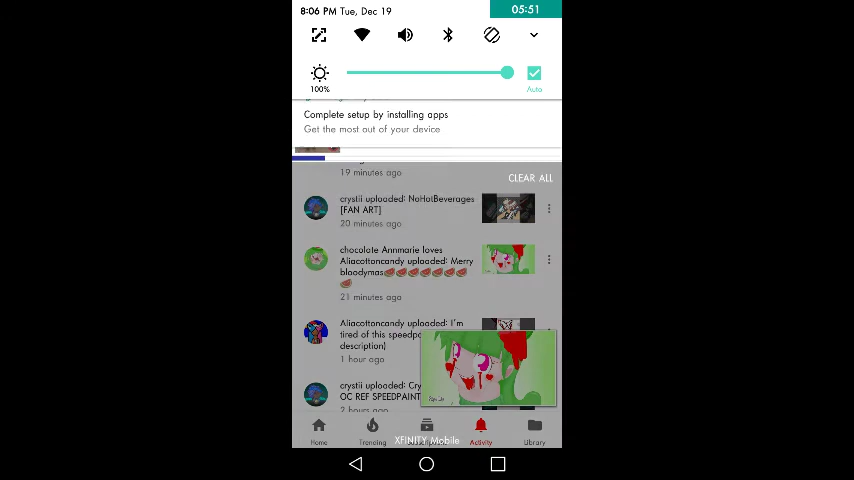 8:06 PM Tue, Dec 19
05:51
100%
Auto
Complete setup by installing apps
Get the most out of your device
19 minutes ago
CLEAR ALL
crystii uploaded: NoHotBeverages
[FAN ART]
20 minutes ago
chocolate Annmarie loves
Aliacottoncandy uploaded: Merry
bloodymas🍉🍉🍉🍉🍉🍉🍉
🍉
21 minutes ago
Aliacottoncandy uploaded: I'm
tired of this speedpa
description)
1 hour ago
crystii uploaded: Cry
OC REF SPEEDPAINT
2 hours ago
Home
Trending
XFINITY Mobile
Activity
Library